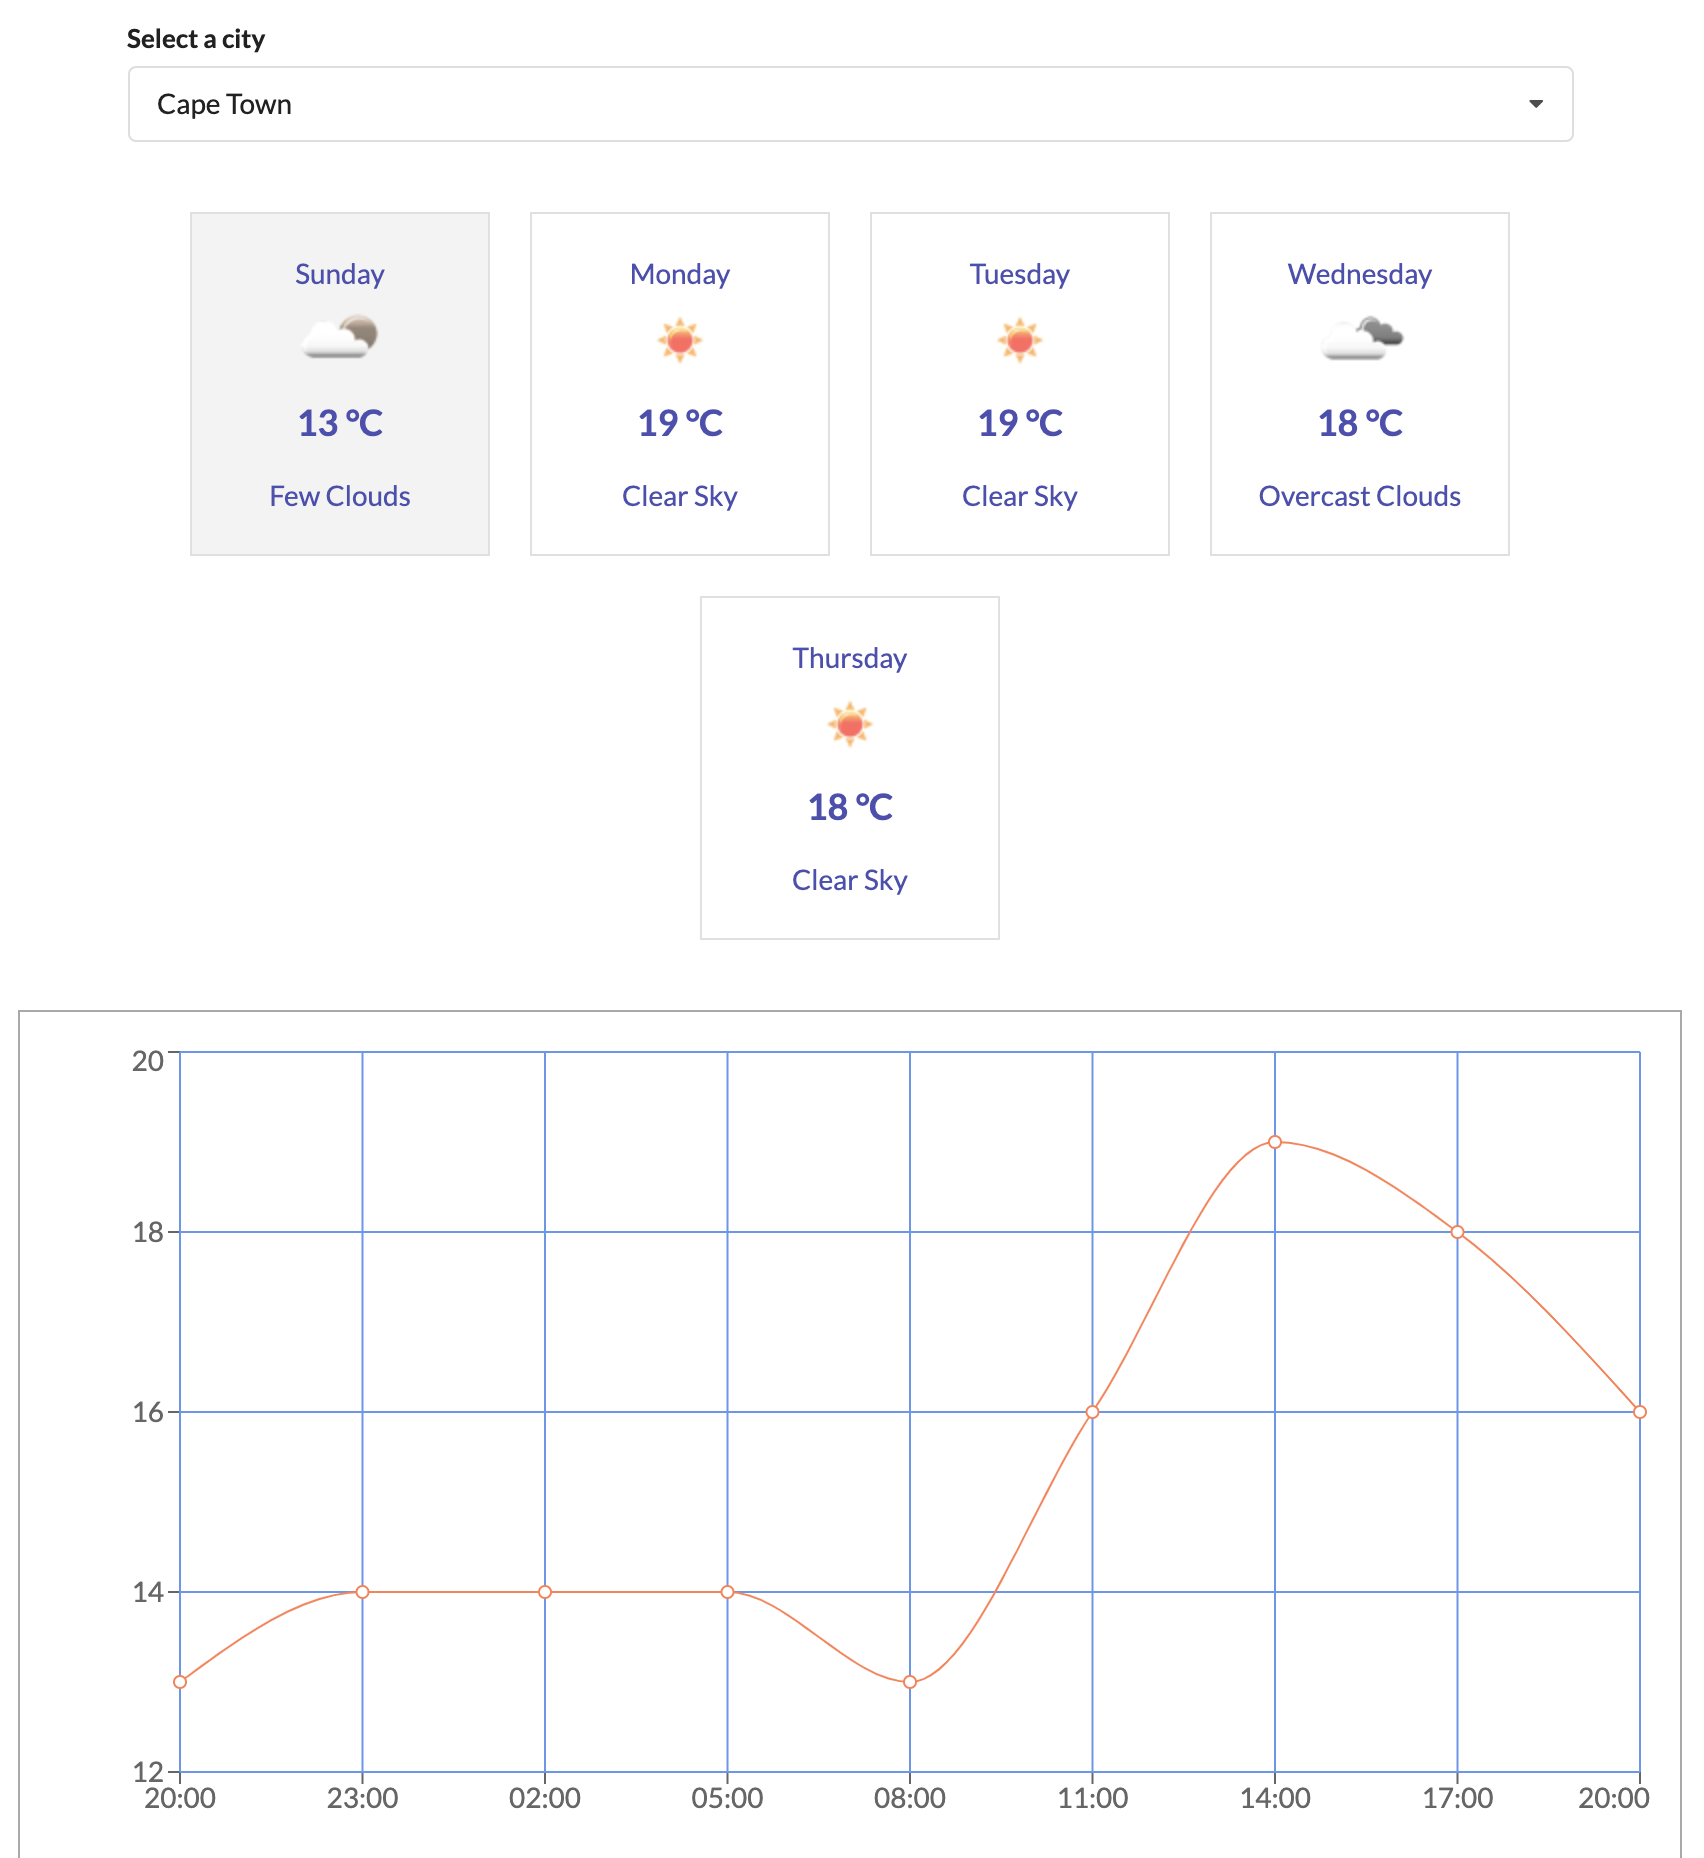 Select a city
Cape Town
Sunday
13 °C
Few Clouds
Monday
19 °C
Clear Sky
Tuesday
19 °C
Clear Sky
Wednesday
18 °C
Overcast Clouds
Thursday
18 °C
Clear Sky
20
18
16
14
12
20:00 23:00 02:00 05:00 08:00 11:00 14:00 17:00 20:00